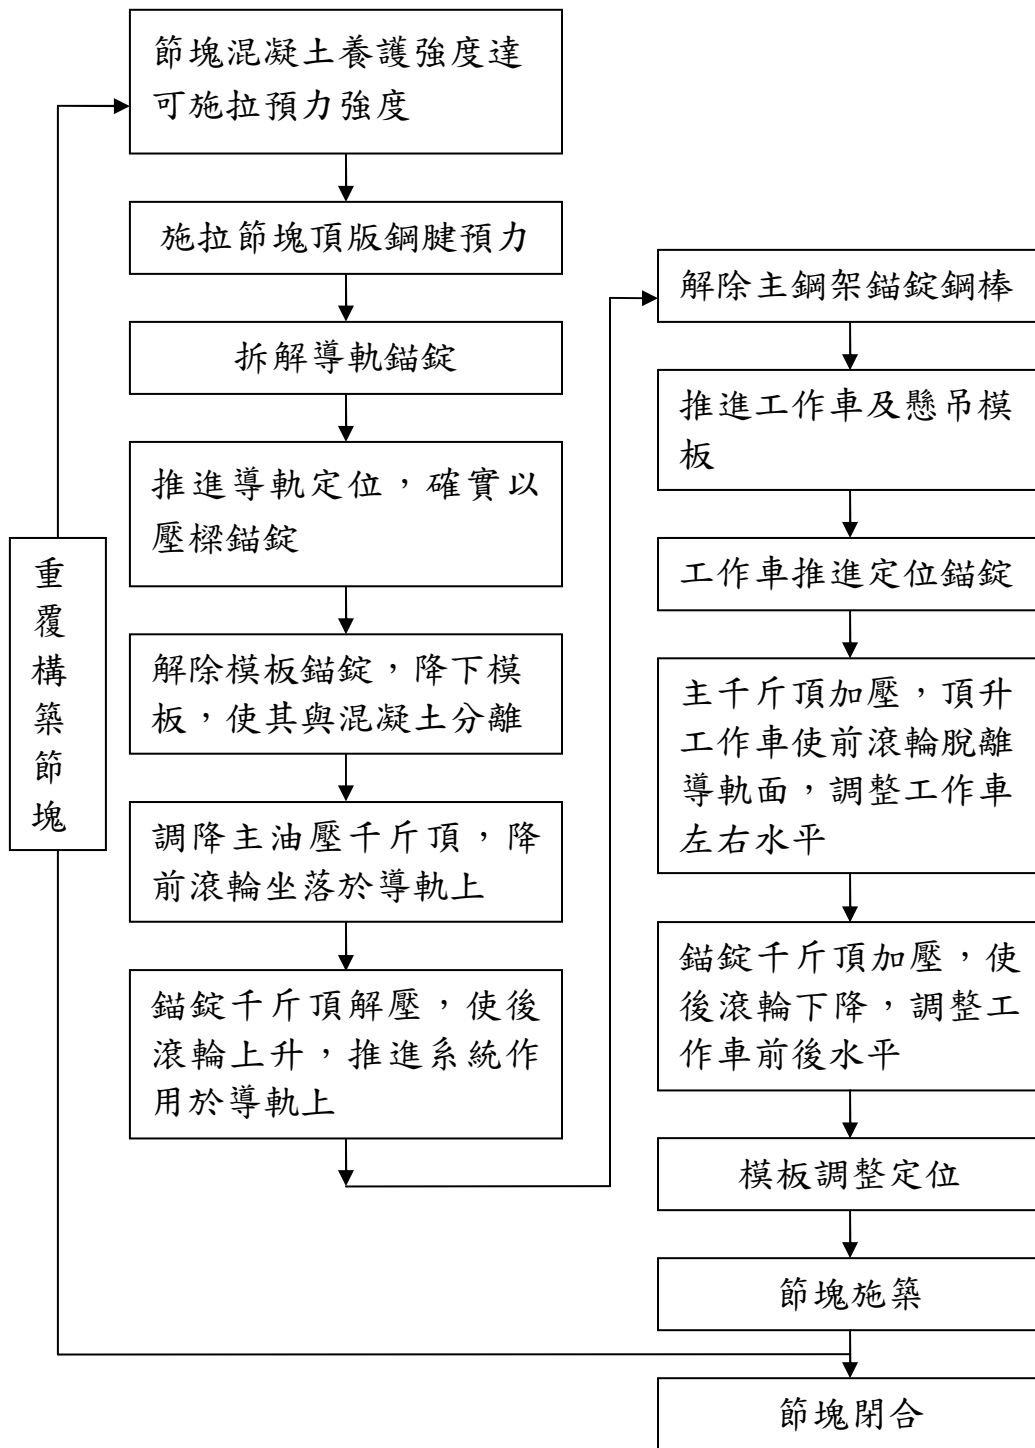 節塊混凝土養護強度達
可施拉預力強度
施拉節塊頂版鋼腱預力
拆解導軌錨錠
推進導軌定位，確實以
壓樑錨錠
解除模板錨錠，降下模
板，使其與混凝土分離
調降主油壓千斤頂，降
前滾輪坐落於導軌上
錨錠千斤頂解壓，使後
滾輪上升，推進系統作
用於導軌上
重覆構築節塊
解除主鋼架錨錠鋼棒
推進工作車及懸吊模
板
工作車推進定位錨錠
主千斤頂加壓，頂升
工作車使前滾輪脫離
導軌面，調整工作車
左右水平
錨錠千斤頂加壓，使
後滾輪下降，調整工
作車前後水平
模板調整定位
節塊施築
節塊閉合